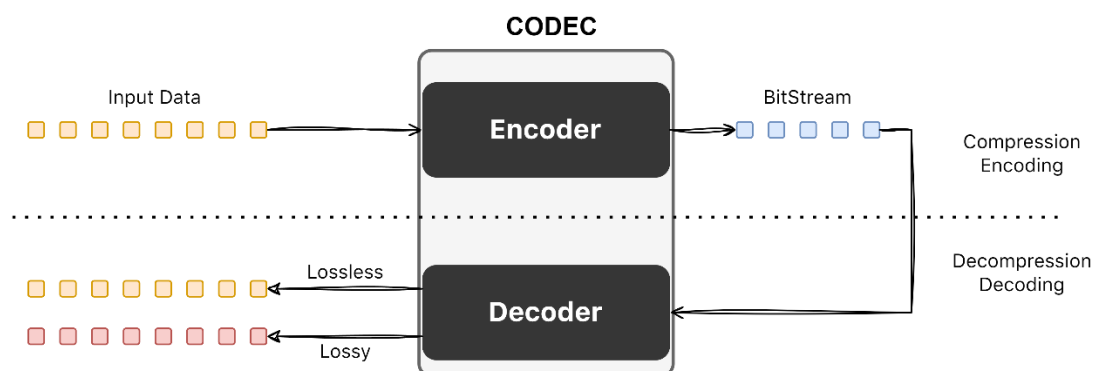 CODEC
Input Data
Encoder
BitStream
Compression
Encoding
Lossless
Decompression
Decoding
Decoder
Lossy